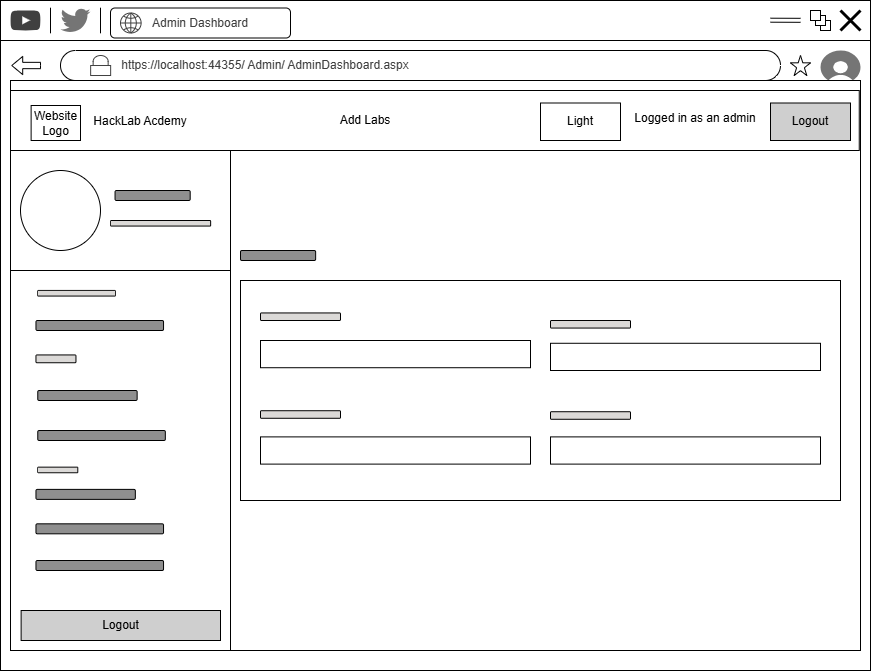 Admin Dashboard
https://localhost:44355/ Admin/ AdminDashboard.aspx
Website
Logo
HackLab Acdemy
Add Labs
Light
Logged in as an admin
Logout
Logout